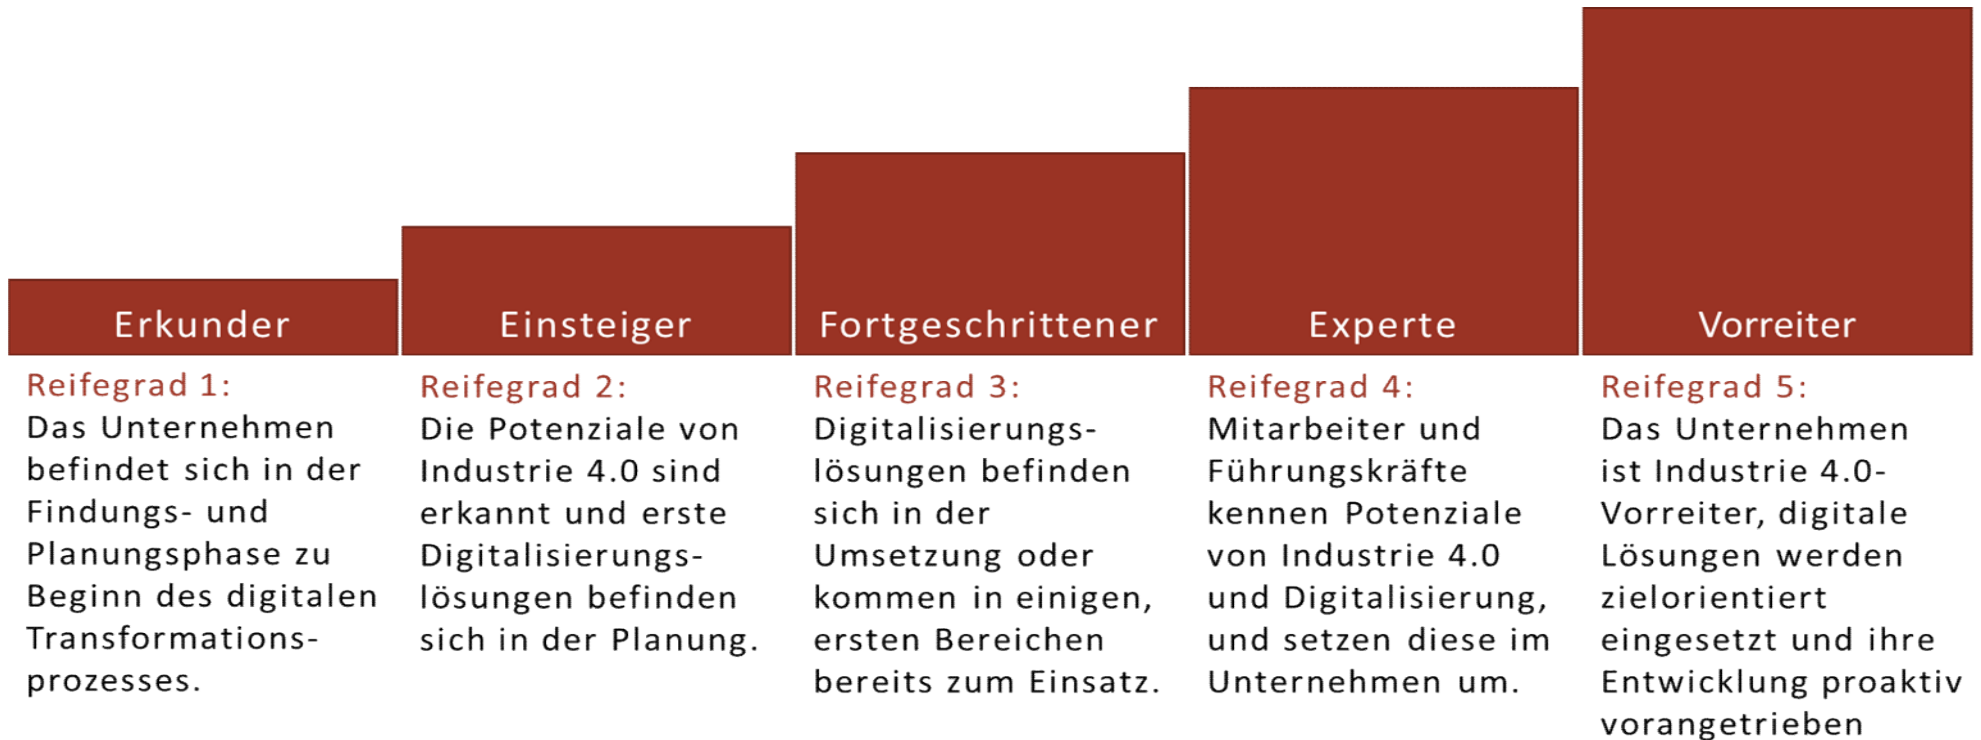 Erkunder
Reifegrad 1:
Das Unternehmen
befindet sich in der
Findungs- und
Planungsphase zu
Beginn des digitalen
Transformations-
prozesses.
Einsteiger
Reifegrad 2:
Die Potenziale von
Industrie 4.0 sind
erkannt und erste
Digitalisierungs-
lösungen befinden
sich in der Planung.
Fortgeschrittener
Reifegrad 3:
Digitalisierungs-
lösungen befinden
sich in der
Umsetzung oder
kommen in einigen,
ersten Bereichen
bereits zum Einsatz.
Experte
Reifegrad 4:
Mitarbeiter und
Führungskräfte
kennen Potenziale
von Industrie 4.0
und Digitalisierung,
und setzen diese im
Unternehmen um.
Vorreiter
Reifegrad 5:
Das Unternehmen
ist Industrie 4.0-
Vorreiter, digitale
Lösungen werden
zielorientiert
eingesetzt und ihre
Entwicklung proaktiv
vorangetrieben